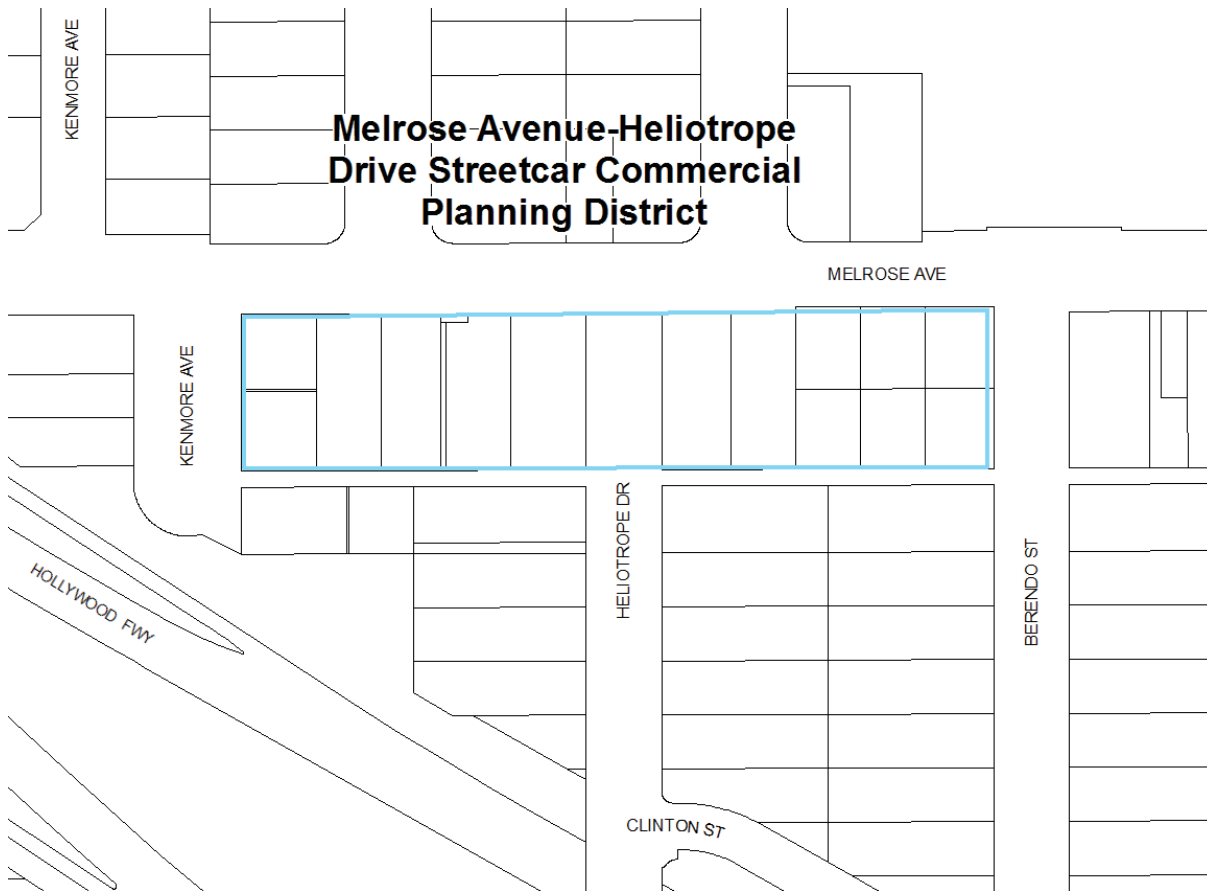 KENMORE AVE
Melrose Avenue-Heliotrope
Drive Streetcar Commercial
Planning District
MELROSE AVE
KENMORE AVE
HELIOTROPE DR
BERENDO ST
HOLLYWOOD FWY
CLINTON ST